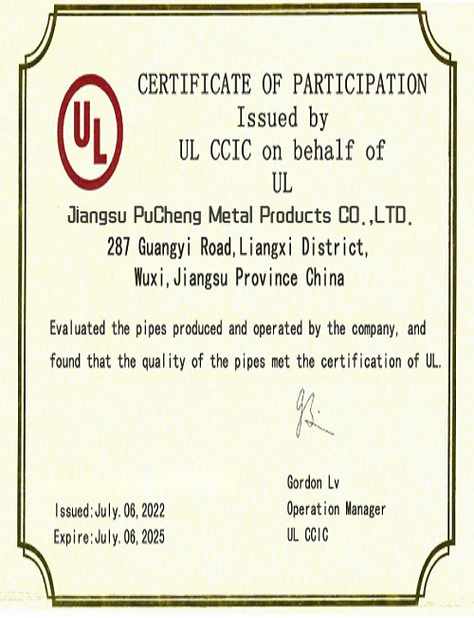 UL
CERTIFICATE OF PARTICIPATION
Issued by
UL CCIC on behalf of
UL
Jiangsu PuCheng Metal Products CO.,LTD.
287 Guangyi Road,Liangxi District,
Wuxi,Jiangsu Province China
Evaluated the pipes produced and operated by the company, and
found that the quality of the pipes met the certification of UL.
Gordon Lv
Issued:July.06,2022
Operation Manager
Expire:July.06,2025
UL CCIC